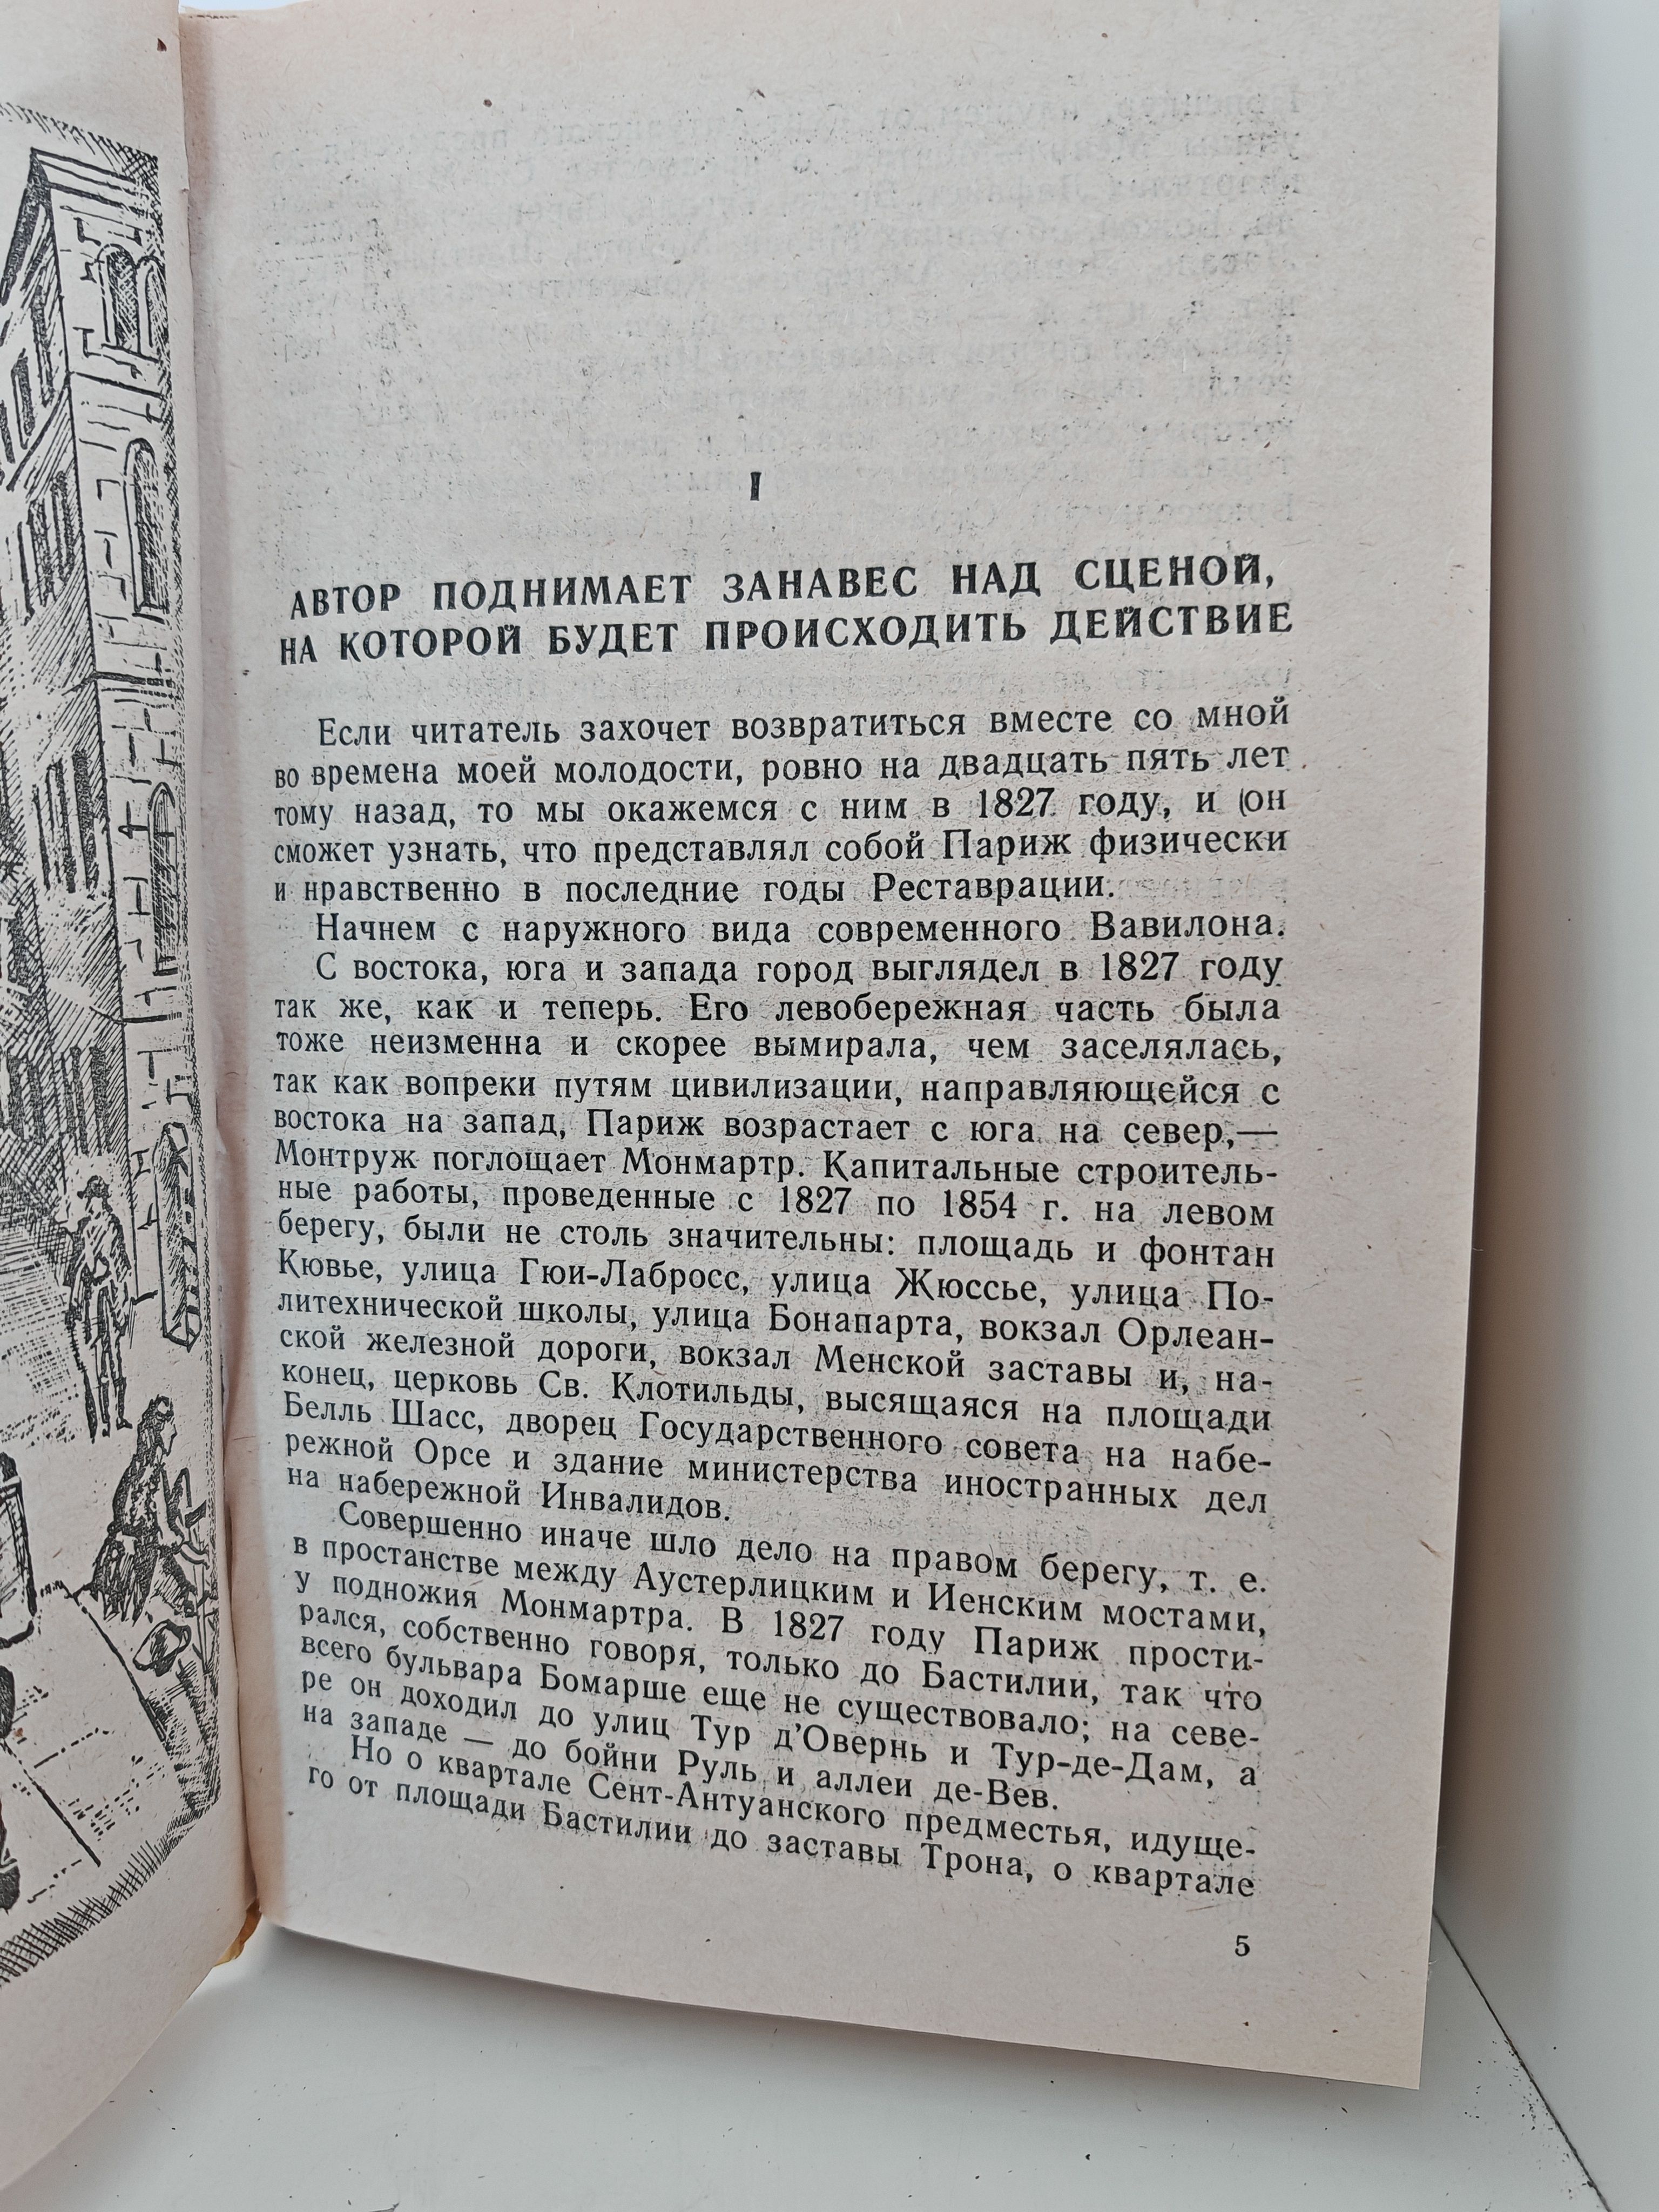 I
АВТОР ПОДНИМАЕТ ЗАНАВЕС НАД СЦЕНОЙ,
НА КОТОРОЙ БУДЕТ ПРОИСХОДИТЬ ДЕЙСТВИЕ
Если читатель захочет возвратиться вместе со мной
во времена моей молодости, ровно на двадцать пять лет
тому назад, то мы окажемся с ним в 1827 году, и он
сможет узнать, что представлял собой Париж физически
и нравственно в последние годы Реставрации.
Начнем с наружного вида современного Вавилона.
С востока, юга и запада город выглядел в 1827 году
так же, как и теперь. Его левобережная часть была
тоже неизменна и скорее вымирала, чем заселялась,
так как вопреки путям цивилизации, направляющейся с
востока на запад, Париж возрастает с юга на север,—
Монтруж поглощает Монмартр. Капитальные строитель-
ные работы, проведенные с 1827 по 1854 г. на левом
берегу, были не столь значительны: площадь и фонтан
Кювье, улица Гюи-Лабросс, улица Жюссье, улица По-
литехнической школы, улица Бонапарта, вокзал Орлеан-
ской железной дороги, вокзал Менской заставы и, на-
конец, церковь Св. Клотильды, высящаяся на площади
Белль Шасс, дворец Государственного совета на набе-
режной Орсе и здание министерства иностранных дел
на набережной Инвалидов.
Совершенно иначе шло дело на правом берегу, т. е.
в простанстве между Аустерлицким и Иенским мостами,
у подножия Монмартра. В 1827 году Париж прости-
рался, собственно говоря, только до Бастилии, так что
всего бульвара Бомарше еще не существовало; на севе-
ре он доходил до улиц Тур д'Овернь и Тур-де-Дам, а
на западе — до бойни Руль и аллеи де-Вев.
Но о квартале Сент-Антуанского предместья, идуще-
го от площади Бастилии до заставы Трона, о квартале
5